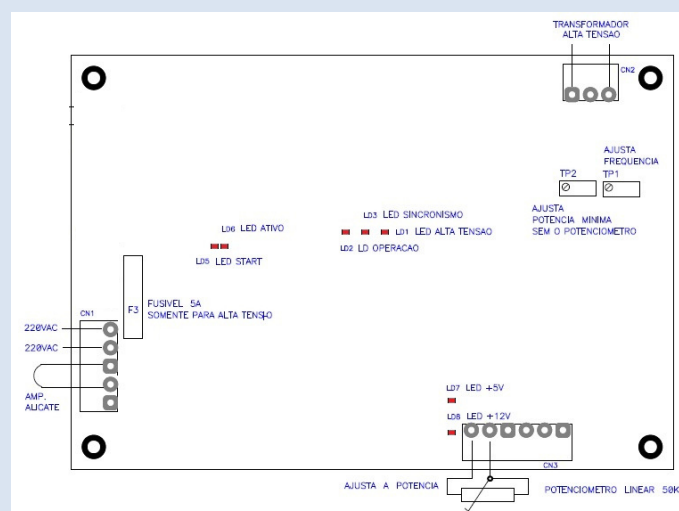 TRANSFORMADOR
ALTA TENSAO
CN2
AJUSTA
FREQUENCIA
TP2
TP1
AJUSTA
POTENCIA MINIMA
SEM O POTENCIOMETRO
LD3 LED SINCRONISMO
LD1 LED ALTA TENSAO
LD2 LD OPERACAO
LD6 LED ATIVO
LD5 LED START
F3
FUSIVEL 5A
SOMENTE PARA ALTA TENSÃO
CN1
220VAC
220VAC
AMP.
ALICATE
LD7 LED +5V
LD8 LED +12V
CN3
AJUSTA A POTENCIA
POTENCIOMETRO LINEAR 50K